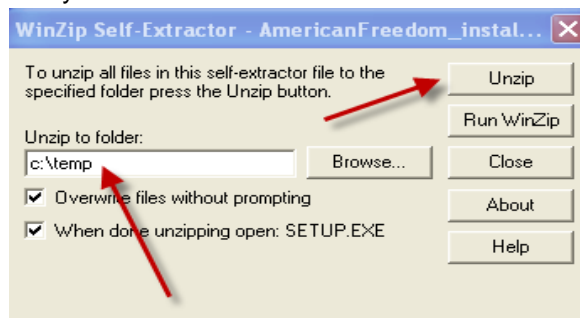 WinZip Self-Extractor - AmericanFreedom_instal...
To unzip all files in this self-extractor file to the
specified folder press the Unzip button.
Unzip
Run WinZip
Unzip to folder:
c:\temp
Browse...
Close
Overwrite files without prompting
About
When done unzipping open: SETUP.EXE
Help